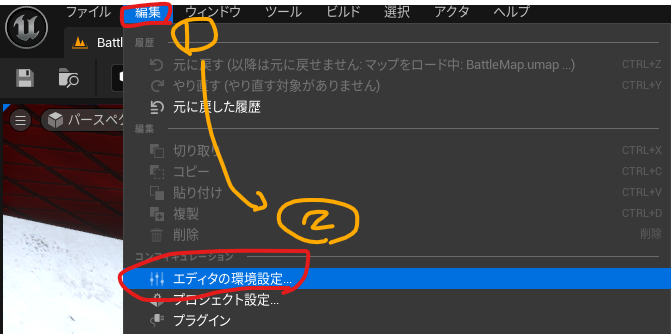 ファイル 編集 ウィンドウ ツール ビルド 選択 アクタ ヘルプ
Battl
1
履歴
元に戻す (以降は元に戻せません: マップをロード中: BattleMap.umap ...) CTRL+Z
やり直す (やり直す対象がありません) CTRL+Y
元に戻した履歴
パースペク
編集
切り取り CTRL+X
コピー CTRL+C
貼り付け CTRL+V
複製 CTRL+D
2
削除 削除
コンフィギュレーション
エディタの環境設定...
プロジェクト設定...
プラグイン